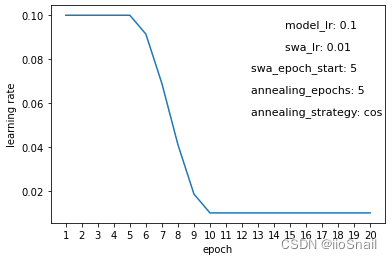 0.10
0.08
0.06
0.04
0.02
learning rate
model_lr: 0.1
swa_lr: 0.01
swa_epoch_start: 5
annealing_epochs: 5
annealing_strategy: cos
1 2 3 4 5 6 7 8 9 10 11 12 13 14 15 16 17 18 19 20
epoch
CSDN @iioSnail